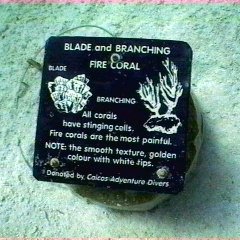 BLADE and BRANCHING
FIRE CORAL
BLADE
BRANCHING
All corals
have stinging cells.
Fire corals are the most painful.
NOTE: the smooth texture, golden
colour with white tips.
Donated by Caicos Adventure Divers